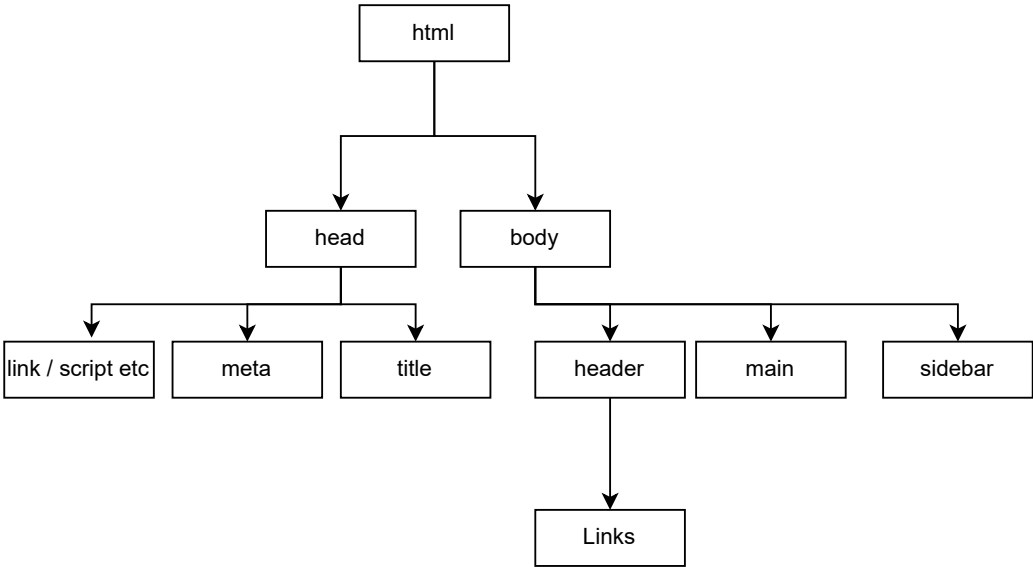 html
head
body
link / script etc
meta
title
header
main
sidebar
Links